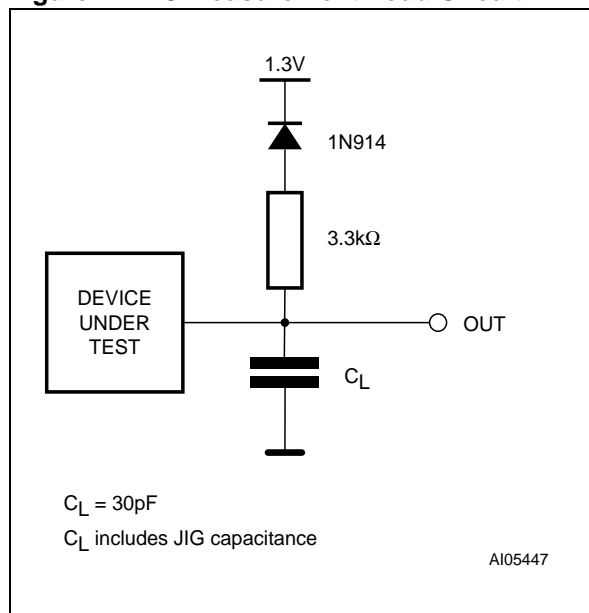 1.3V
1N914
3.3kΩ
DEVICE
UNDER
TEST
OUT
CL
CL = 30pF
CL includes JIG capacitance
AI05447